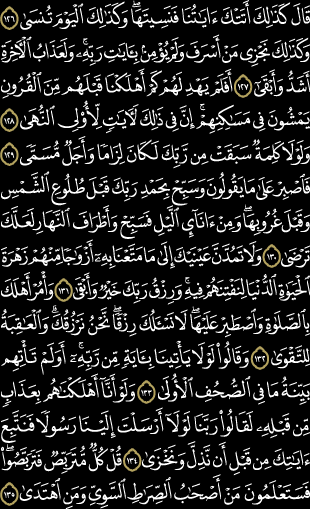 قَالَ كَذَٰلِكَ أَتَتْكَ ءَايَٰتُنَا فَنَسِيتَهَا ۖ وَكَذَٰلِكَ ٱلْيَوْمَ تُنسَىٰ ١٢٦
وَكَذَٰلِكَ نَجْزِى مَنْ أَسْرَفَ وَلَمْ يُؤْمِنۢ بِـَٔايَٰتِ رَبِّهِۦ ۚ وَلَعَذَابُ ٱلْـَٔاخِرَةِ
أَشَدُّ وَأَبْقَىٰٓ ١٢٧ أَفَلَمْ يَهْدِ لَهُمْ كَمْ أَهْلَكْنَا قَبْلَهُم مِّنَ ٱلْقُرُونِ
يَمْشُونَ فِى مَسَٰكِنِهِمْ ۗ إِنَّ فِى ذَٰلِكَ لَـَٔايَٰتٍ لِّأُو۟لِى ٱلنُّهَىٰ ١٢٨
وَلَوْلَا كَلِمَةٌ سَبَقَتْ مِن رَّبِّكَ لَكَانَ لِزَامًا وَأَجَلٌ مُّسَمًّى ١٢٩
فَٱصْبِرْ عَلَىٰ مَا يَقُولُونَ وَسَبِّحْ بِحَمْدِ رَبِّكَ قَبْلَ طُلُوعِ ٱلشَّمْسِ
وَقَبْلَ غُرُوبِهَا ۖ وَمِنْ ءَانَآئِ ٱلَّيْلِ فَسَبِّحْ وَأَطْرَافَ ٱلنَّهَارِ لَعَلَّكَ
تَرْضَىٰ ١٣٠ وَلَا تَمُدَّنَّ عَيْنَيْكَ إِلَىٰ مَا مَتَّعْنَا بِهِۦٓ أَزْوَٰجًا مِّنْهُمْ زَهْرَةَ
ٱلْحَيَوٰةِ ٱلدُّنْيَا لِنَفْتِنَهُمْ فِيهِ ۚ وَرِزْقُ رَبِّكَ خَيْرٌ وَأَبْقَىٰ ١٣١ وَأْمُرْ أَهْلَكَ
بِٱلصَّلَوٰةِ وَٱصْطَبِرْ عَلَيْهَا ۖ لَا نَسْـَٔلُكَ رِزْقًا ۖ نَّحْنُ نَرْزُقُكَ ۗ وَٱلْعَٰقِبَةُ
لِلتَّقْوَىٰ ١٣٢ وَقَالُوا۟ لَوْلَا يَأْتِينَا بِـَٔايَةٍ مِّن رَّبِّهِۦٓ ۚ أَوَلَمْ تَأْتِهِم
بَيِّنَةُ مَا فِى ٱلصُّحُفِ ٱلْأُولَىٰ ١٣٣ وَلَوْ أَنَّآ أَهْلَكْنَٰهُم بِعَذَابٍ
مِّن قَبْلِهِۦ لَقَالُوا۟ رَبَّنَا لَوْلَآ أَرْسَلْتَ إِلَيْنَا رَسُولًا فَنَتَّبِعَ
ءَايَٰتِكَ مِن قَبْلِ أَن نَّذِلَّ وَنَخْزَىٰ ١٣٤ قُلْ كُلٌّ مُّتَرَبِّصٌ فَتَرَبَّصُوا۟ ۖ
فَسَتَعْلَمُونَ مَنْ أَصْحَٰبُ ٱلصِّرَٰطِ ٱلسَّوِىِّ وَمَنِ ٱهْتَدَىٰ ١٣٥